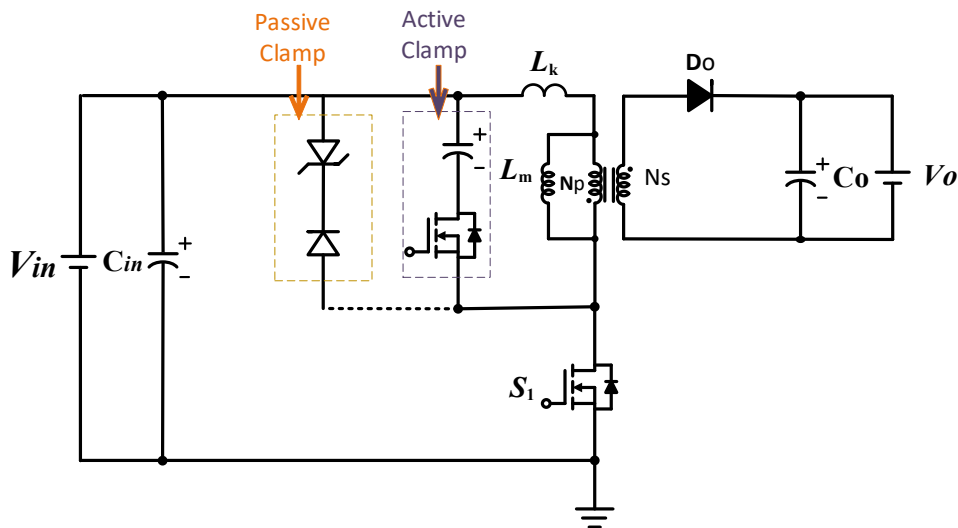 Passive
Clamp
Active
Clamp
Lk
Do
+
−
Lm
Np
Ns
+
−
Co
Vo
Vin
Cin
+
−
S1